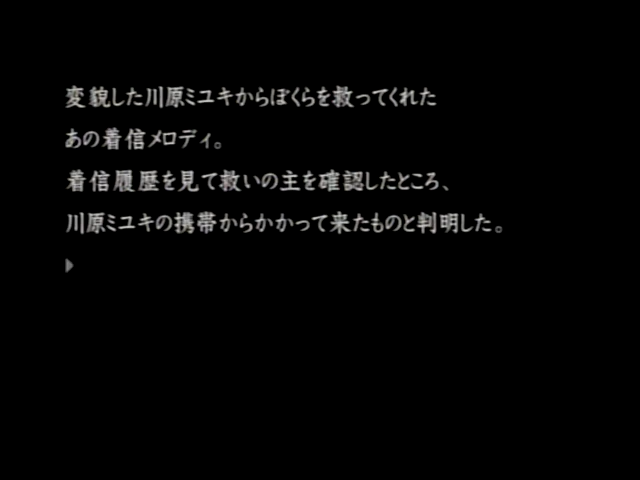 変貌した川原ミユキからぼくらを救ってくれた
あの着信メロディ。
着信履歴を見て救いの主を確認したところ、
川原ミユキの携帯からかかって来たものと判明した。